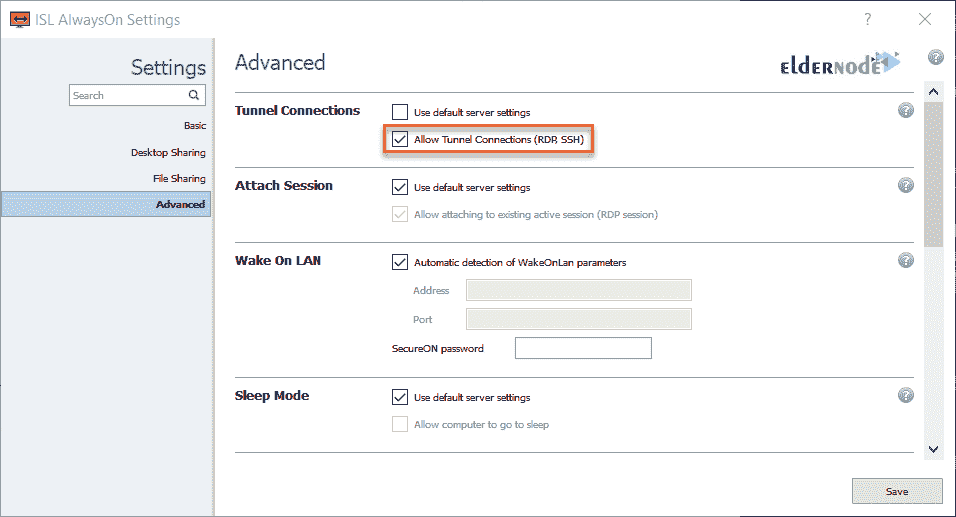 ISL AlwaysOn Settings
?
Settings
Search
Basic
Desktop Sharing
File Sharing
Advanced
Advanced
eldernode
?
Tunnel Connections
Use default server settings
?
Allow Tunnel Connections (RDP, SSH)
Attach Session
Use default server settings
?
Allow attaching to existing active session (RDP session)
Wake On LAN
Automatic detection of WakeOnLan parameters
?
Address
Port
SecureON password
Sleep Mode
Use default server settings
?
Allow computer to go to sleep
Save